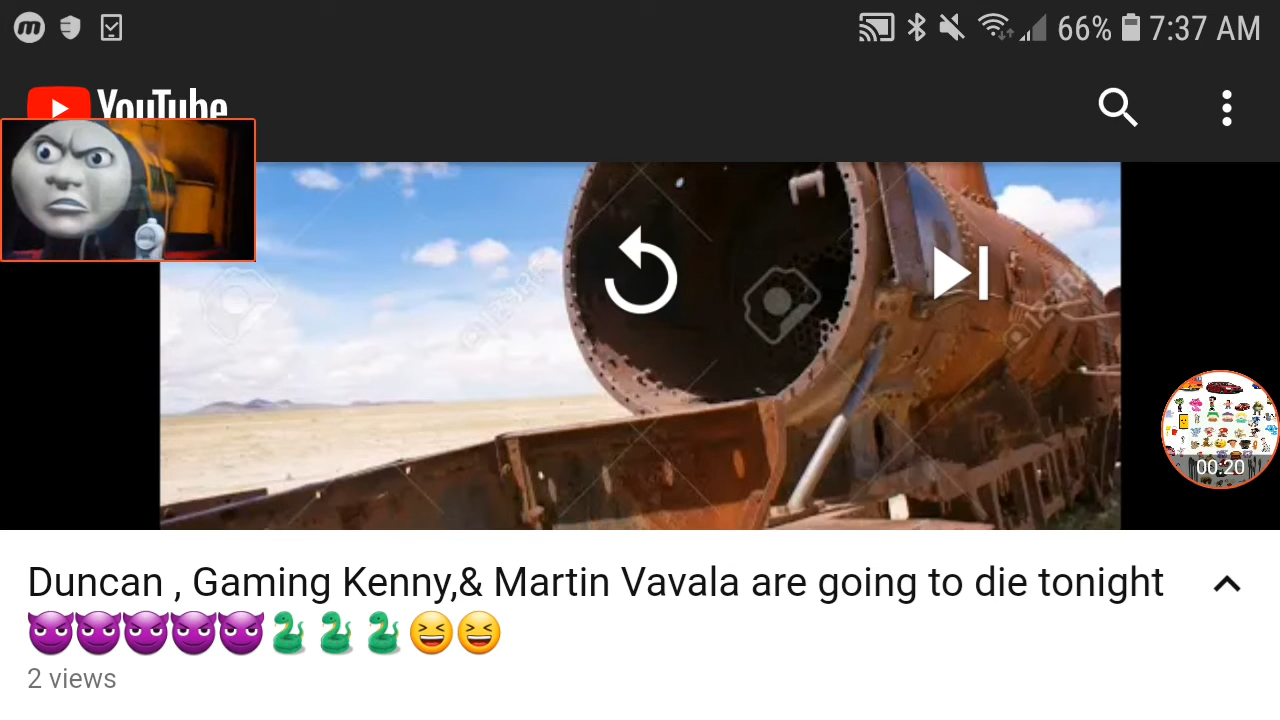 66% 7:37 AM
YouTube
00:20
Duncan , Gaming Kenny,& Martin Vavala are going to die tonight
😈😈😈😈😈🐍🐍🐍😆😆
2 views